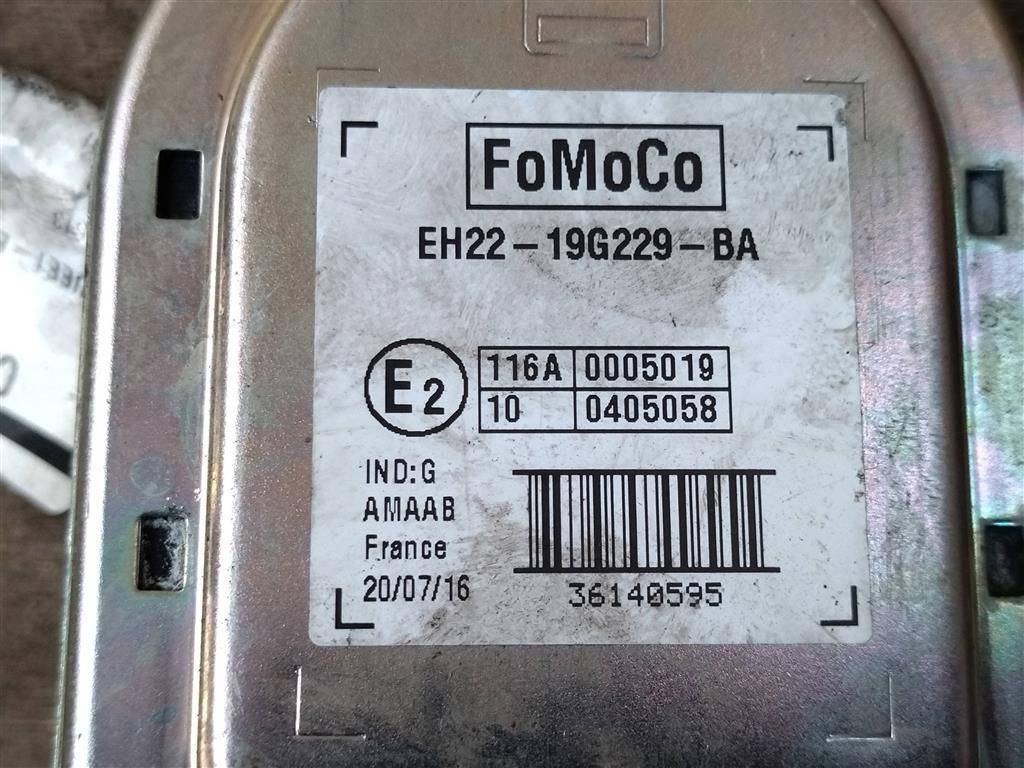 FoMoCo
EH22-19G229-BA
E2
116A 0005019
10 0405058
IND:G
AMAAB
France
20/07/16
36140595